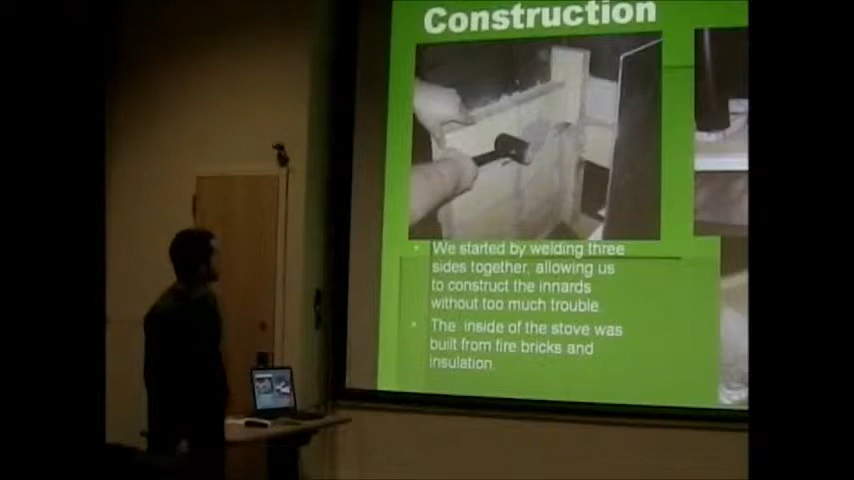 Construction
We started by welding three
sides together, allowing us
to construct the innards
without too much trouble.
The inside of the stove was
built from fire bricks and
insulation.